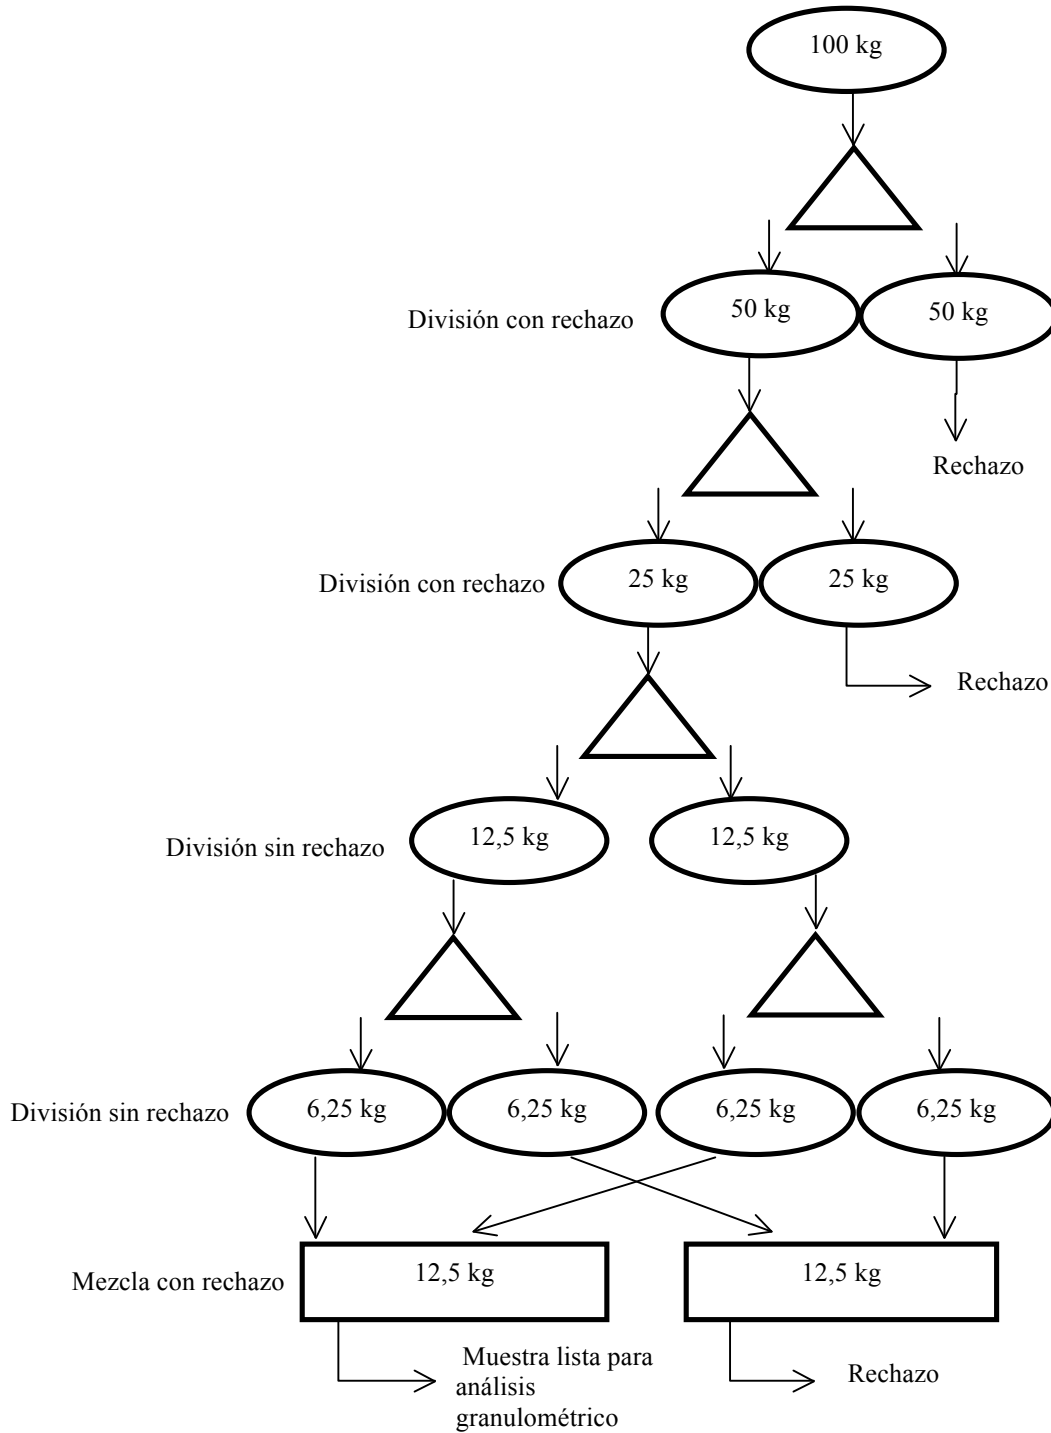 100 kg
División con rechazo
50 kg
50 kg
Rechazo
División con rechazo
25 kg
25 kg
Rechazo
División sin rechazo
12,5 kg
12,5 kg
División sin rechazo
6,25 kg
6,25 kg
6,25 kg
6,25 kg
Mezcla con rechazo
12,5 kg
12,5 kg
Muestra lista para
análisis
granulométrico
Rechazo